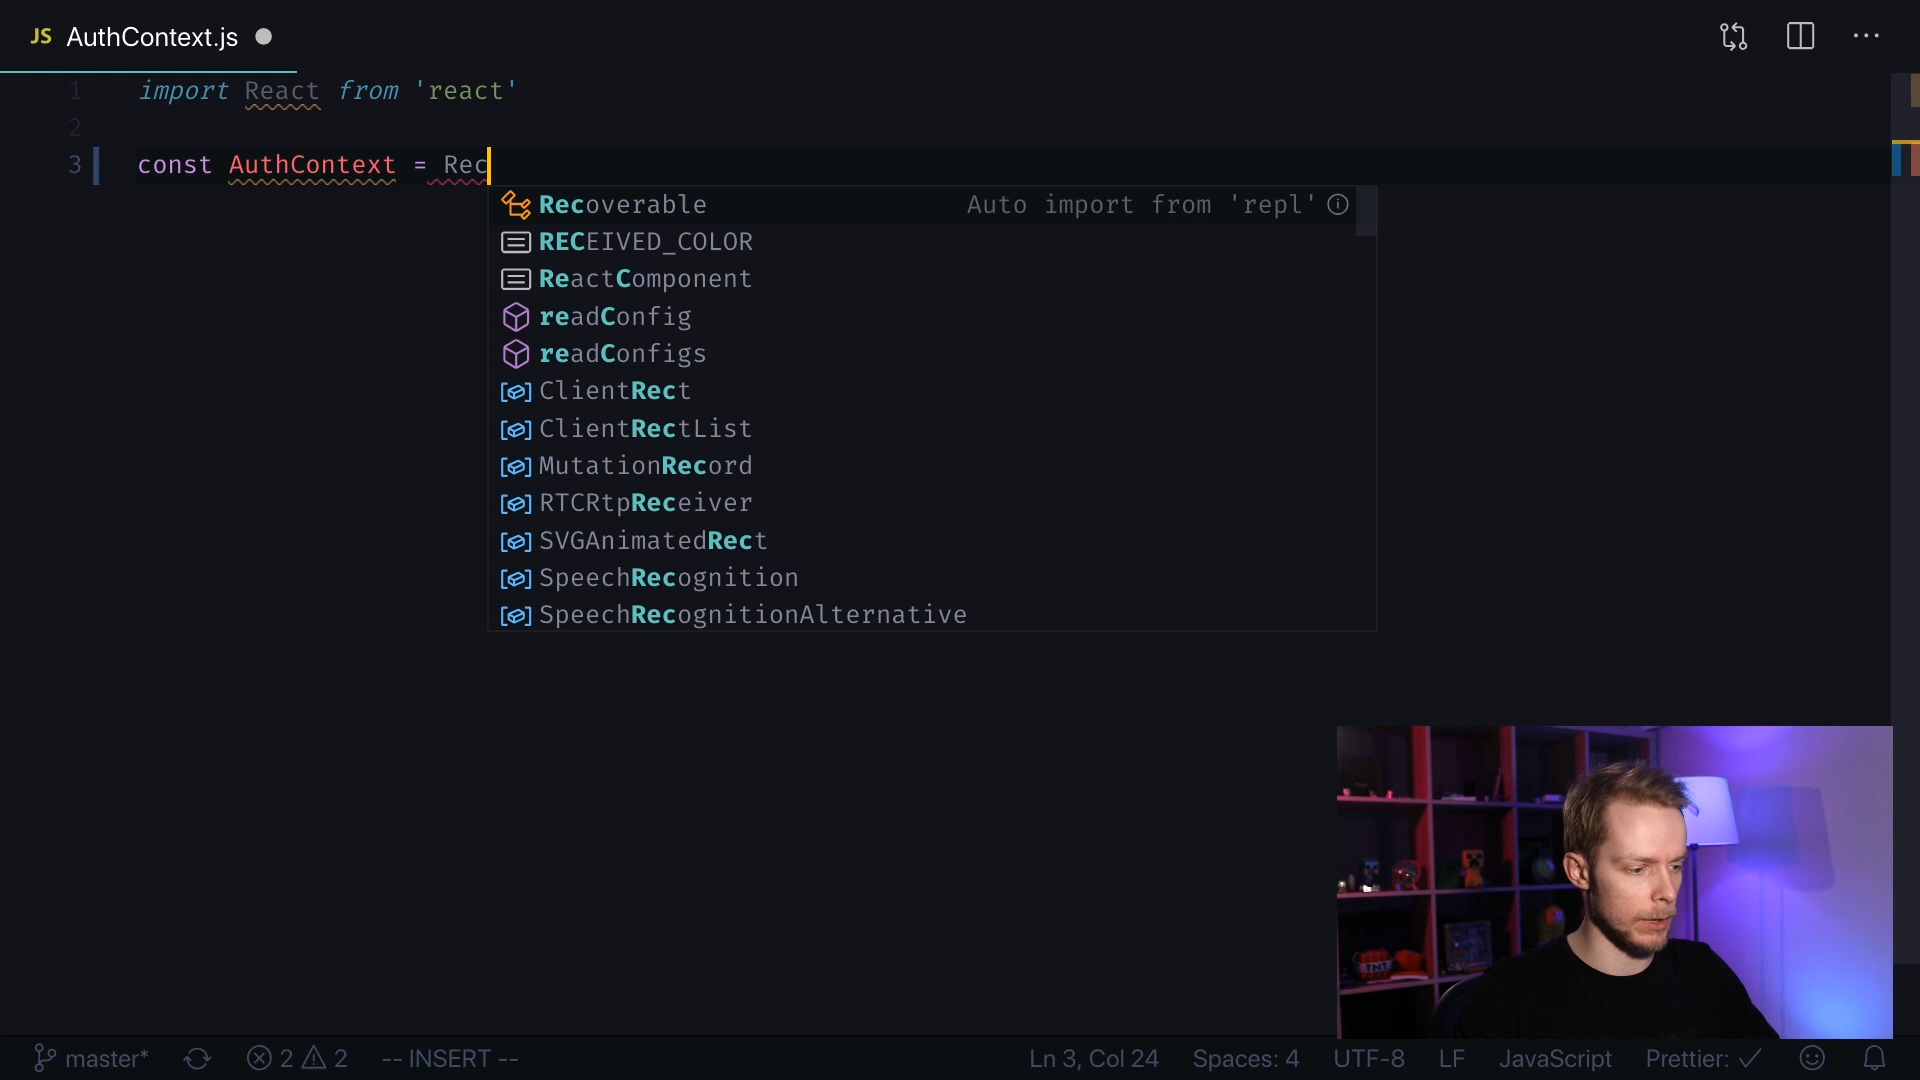 JS AuthContext.js
1 import React from 'react'
2
3 const AuthContext = Rec
Recoverable Auto import from 'repl'
RECEIVED_COLOR
ReactComponent
readConfig
readConfigs
ClientRect
ClientRectList
MutationRecord
RTCRtpReceiver
SVGAnimatedRect
SpeechRecognition
SpeechRecognitionAlternative
TNT
master* 2 2 -- INSERT -- Ln 3, Col 24 Spaces: 4 UTF-8 LF JavaScript Prettier: ✓